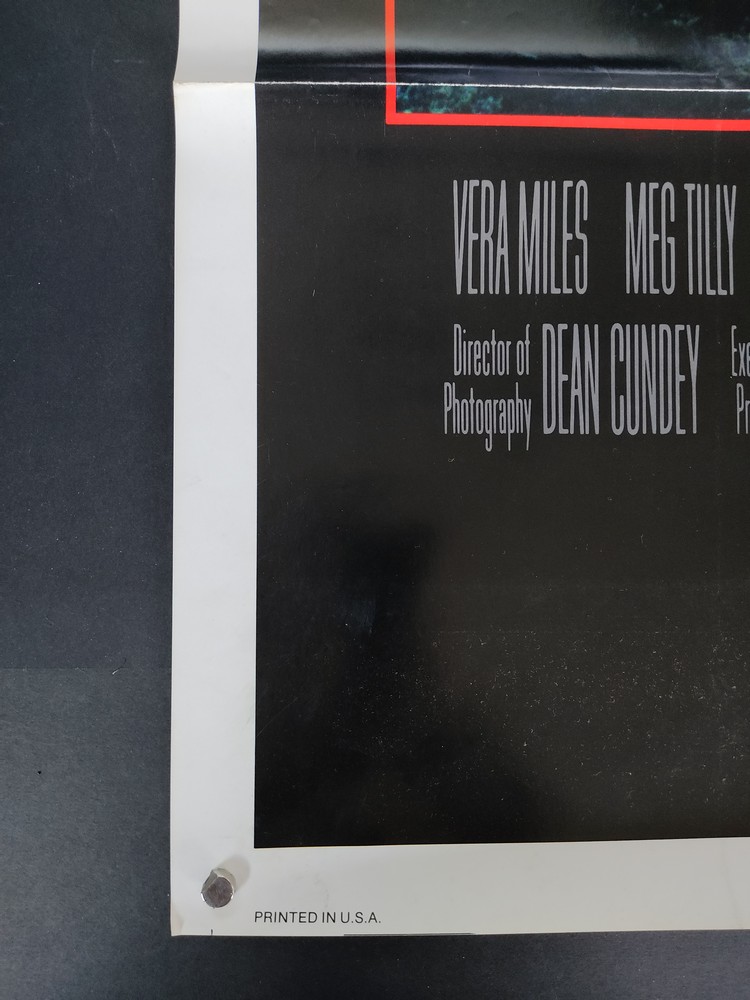 VERA MILES MEG TILLY
Director of Photography DEAN CUNDEY
PRINTED IN U.S.A.